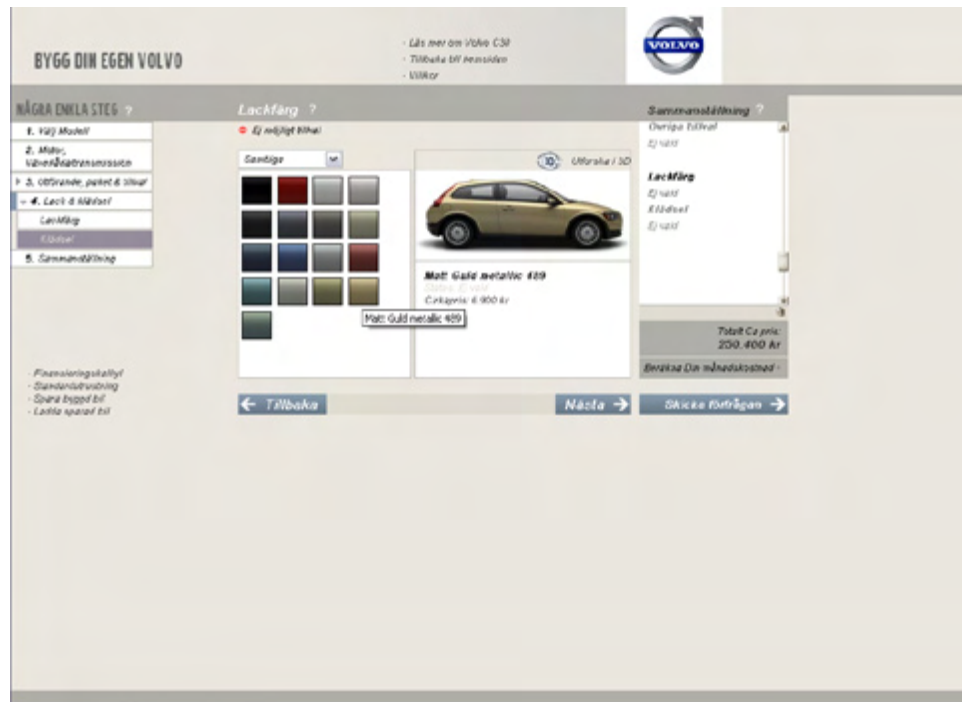 BYGG DIN EGEN VOLVO
- Läs mer om Volvo C30
- Tillbaka till hemsidan
- Villkor
VOLVO
NÅGRA ENKLA STEG ?
1. Välj Modell
2. Motor,
växellåda/transmission
3. Utförande, paket & tillval
4. Lack & Klädsel
Lackfärg
Klädsel
5. Sammanställning
- Finansieringskalkyl
- Standardutrustning
- Spara byggd bil
- Ladda sparad bil
Lackfärg ?
Ej möjligt tillval
Samtliga
3D
Utforska i 3D
Matt Guld metallic 489
Status: Ej vald
Cirkapris: 6 900 kr
Matt Guld metallic 489
← Tillbaka
Nästa →
Sammanställning ?
Övriga tillval
Ej vald
Lackfärg
Ej vald
Klädsel
Ej vald
Totalt Ca pris:
250.400 kr
Beräkna Din månadskostnad -
Skicka förfrågan →